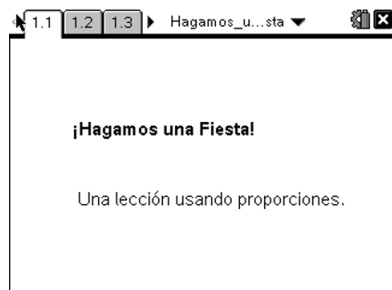 1.1 1.2 1.3 Hagamos_u...sta
¡Hagamos una Fiesta!
Una lección usando proporciones.